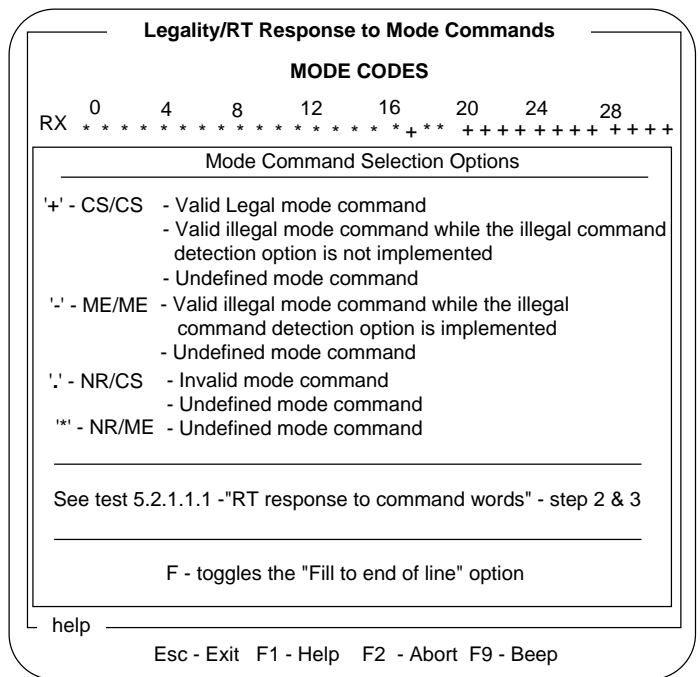 Legality/RT Response to Mode Commands
MODE CODES
0 4 8 12 16 20 24 28
RX * * * * * * * * * * * * * * * * * + * * + + + + + + + + + + + +
Mode Command Selection Options
'+' - CS/CS - Valid Legal mode command
- Valid illegal mode command while the illegal command
detection option is not implemented
- Undefined mode command
'-' - ME/ME - Valid illegal mode command while the illegal
command detection option is implemented
- Undefined mode command
'.' - NR/CS - Invalid mode command
- Undefined mode command
'*' - NR/ME - Undefined mode command
See test 5.2.1.1.1 -"RT response to command words" - step 2 & 3
F - toggles the "Fill to end of line" option
help
Esc - Exit F1 - Help F2 - Abort F9 - Beep